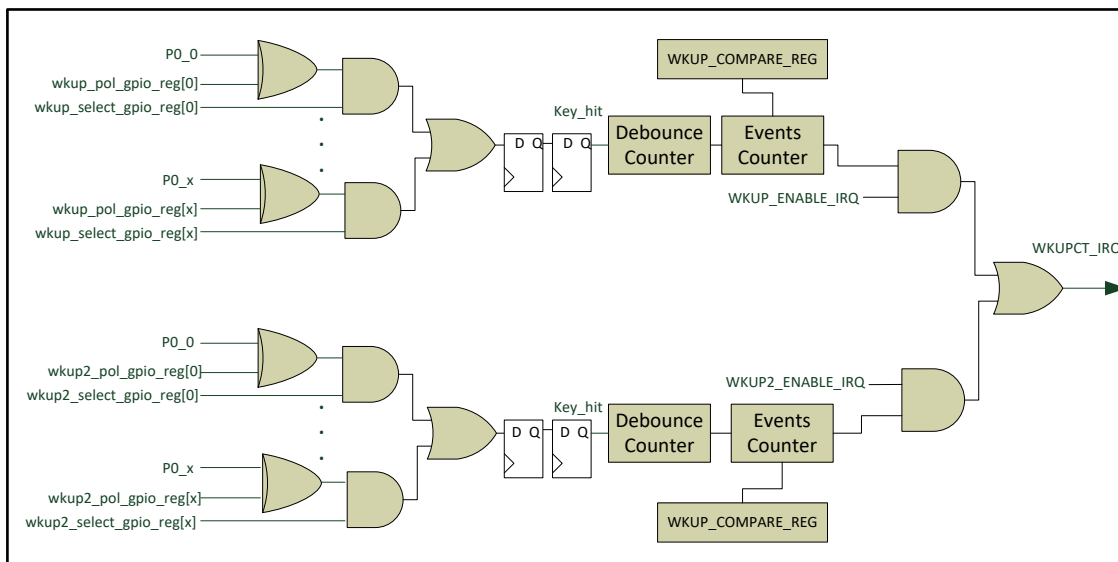 P0_0
wkup_pol_gpio_reg[0]
wkup_select_gpio_reg[0]
P0_x
wkup_pol_gpio_reg[x]
wkup_select_gpio_reg[x]
D Q
D Q
Key_hit
Debounce
Counter
WKUP_COMPARE_REG
Events
Counter
WKUP_ENABLE_IRQ
WKUPCT_IRQ
P0_0
wkup2_pol_gpio_reg[0]
wkup2_select_gpio_reg[0]
P0_x
wkup2_pol_gpio_reg[x]
wkup2_select_gpio_reg[x]
D Q
D Q
Key_hit
Debounce
Counter
WKUP2_ENABLE_IRQ
Events
Counter
WKUP_COMPARE_REG